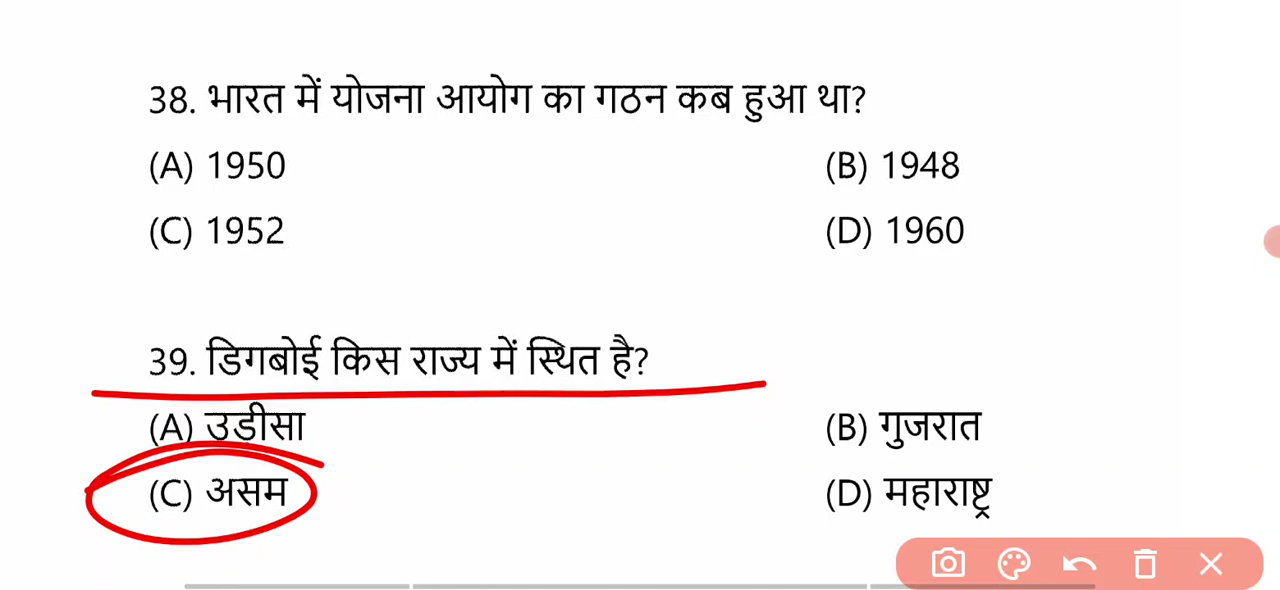 38. भारत में योजना आयोग का गठन कब हुआ था?
(A) 1950 (B) 1948
(C) 1952 (D) 1960
39. डिगबोई किस राज्य में स्थित है?
(A) उड़ीसा (B) गुजरात
(C) असम (D) महाराष्ट्र